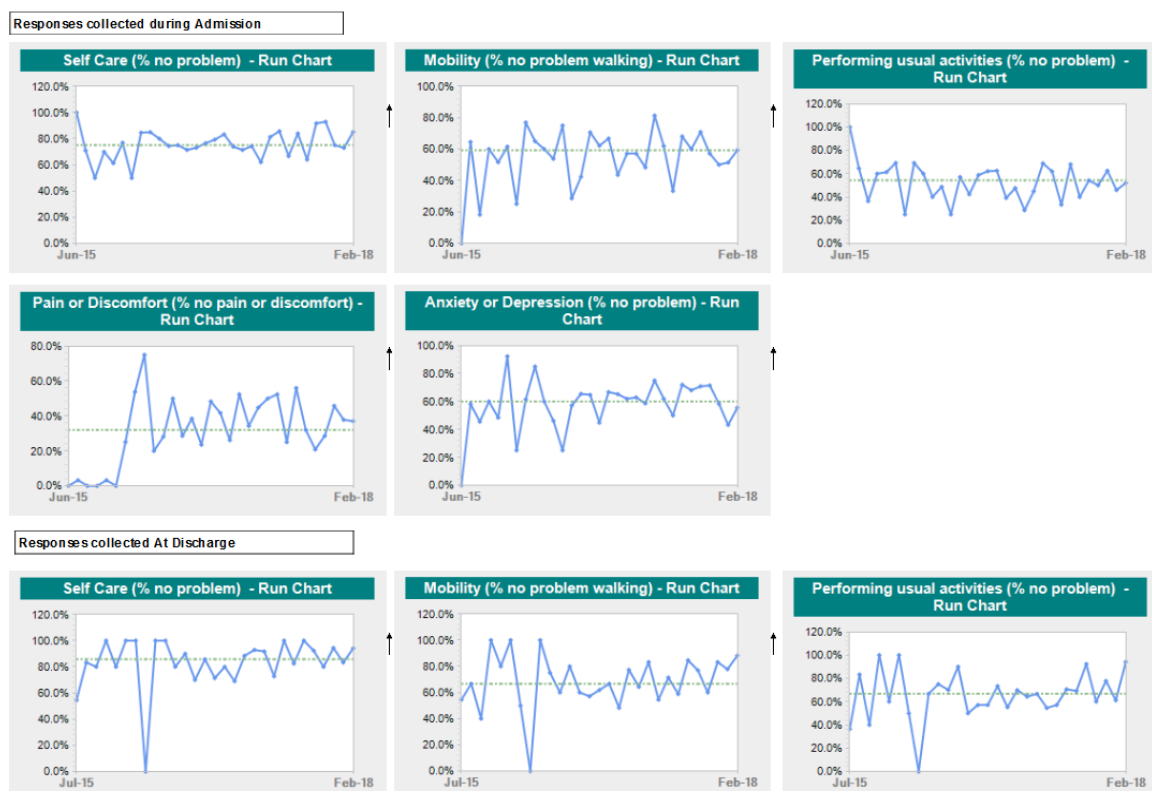 Responses collected during Admission
Self Care (% no problem) - Run Chart
120.0%
100.0%
80.0%
60.0%
40.0%
20.0%
0.0%
Jun-15
Feb-18
Mobility (% no problem walking) - Run Chart
100.0%
80.0%
60.0%
40.0%
20.0%
0.0%
Jun-15
Feb-18
Performing usual activities (% no problem) -
Run Chart
120.0%
100.0%
80.0%
60.0%
40.0%
20.0%
0.0%
Jun-15
Feb-18
Pain or Discomfort (% no pain or discomfort) -
Run Chart
80.0%
60.0%
40.0%
20.0%
0.0%
Jun-15
Feb-18
Anxiety or Depression (% no problem) - Run
Chart
100.0%
80.0%
60.0%
40.0%
20.0%
0.0%
Jun-15
Feb-18
Responses collected At Discharge
Self Care (% no problem) - Run Chart
120.0%
100.0%
80.0%
60.0%
40.0%
20.0%
0.0%
Jul-15
Feb-18
Mobility (% no problem walking) - Run Chart
120.0%
100.0%
80.0%
60.0%
40.0%
20.0%
0.0%
Jul-15
Feb-18
Performing usual activities (% no problem) -
Run Chart
120.0%
100.0%
80.0%
60.0%
40.0%
20.0%
0.0%
Jul-15
Feb-18